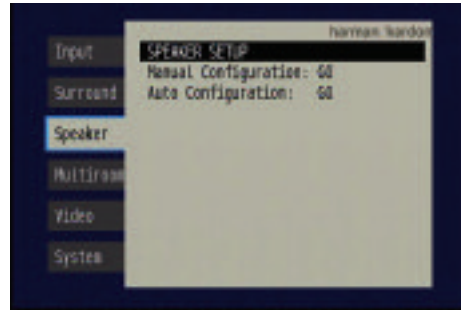 harman/kardon
Input
Surround
Speaker
Multiroom
Video
System
SPEAKER SETUP
Manual Configuration: GO
Auto Configuration: GO